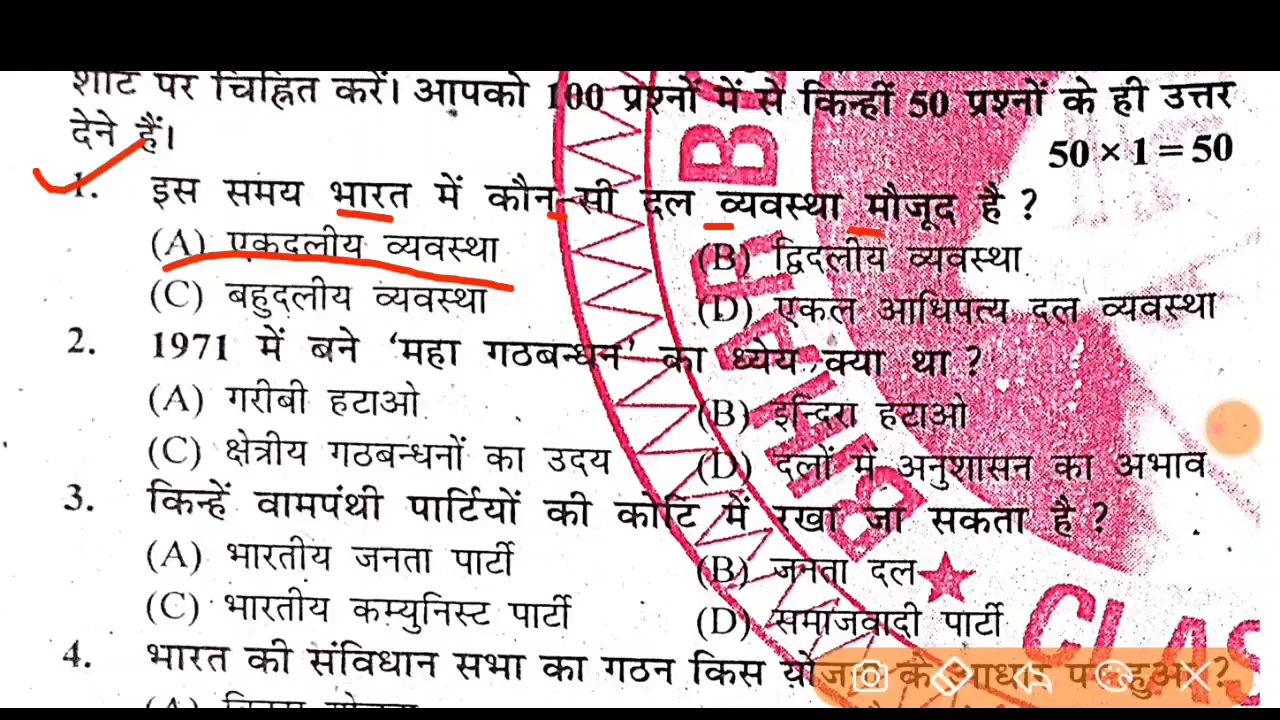 शीट पर चिह्नित करें। आपको 100 प्रश्नों में से किन्हीं 50 प्रश्नों के ही उत्तर
देने हैं।
50 × 1 = 50
1. इस समय भारत में कौन-सी दल व्यवस्था मौजूद है ?
(A) एकदलीय व्यवस्था (B) द्विदलीय व्यवस्था
(C) बहुदलीय व्यवस्था (D) एकल आधिपत्य दल व्यवस्था
2. 1971 में बने ‘महा गठबन्धन’ का ध्येय क्या था ?
(A) गरीबी हटाओ (B) इन्दिरा हटाओ
(C) क्षेत्रीय गठबन्धनों का उदय (D) दलों में अनुशासन का अभाव
3. किन्हें वामपंथी पार्टियों की कोटि में रखा जा सकता है ?
(A) भारतीय जनता पार्टी (B) जनता दल
(C) भारतीय कम्युनिस्ट पार्टी (D) समाजवादी पार्टी
4. भारत की संविधान सभा का गठन किस योजना के आधार पर हुआ ?